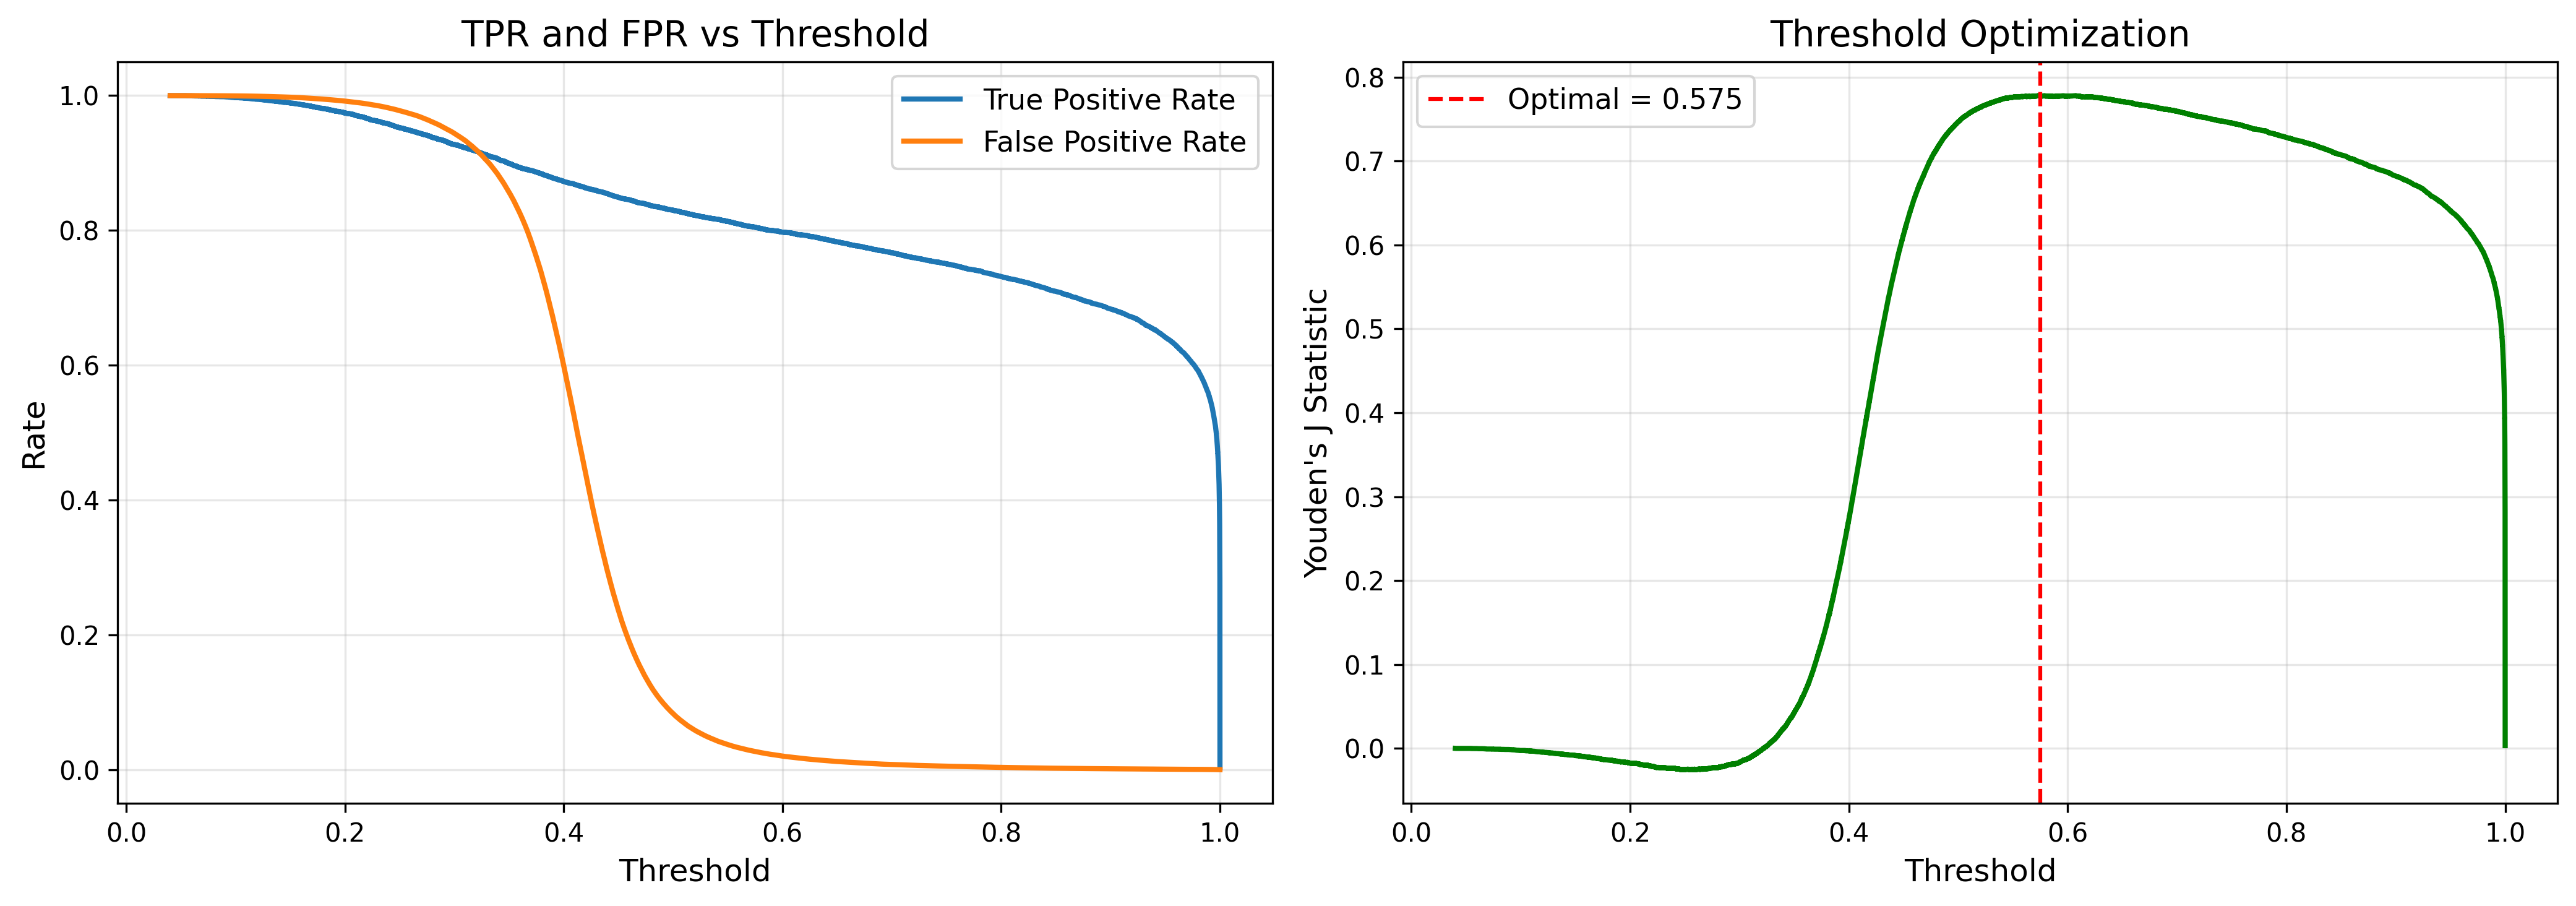 TPR and FPR vs Threshold
True Positive Rate
False Positive Rate
1.0
0.8
0.6
0.4
0.2
0.0
Rate
0.0 0.2 0.4 0.6 0.8 1.0
Threshold
Threshold Optimization
Optimal = 0.575
0.8
0.7
0.6
0.5
0.4
0.3
0.2
0.1
0.0
Youden's J Statistic
0.0 0.2 0.4 0.6 0.8 1.0
Threshold